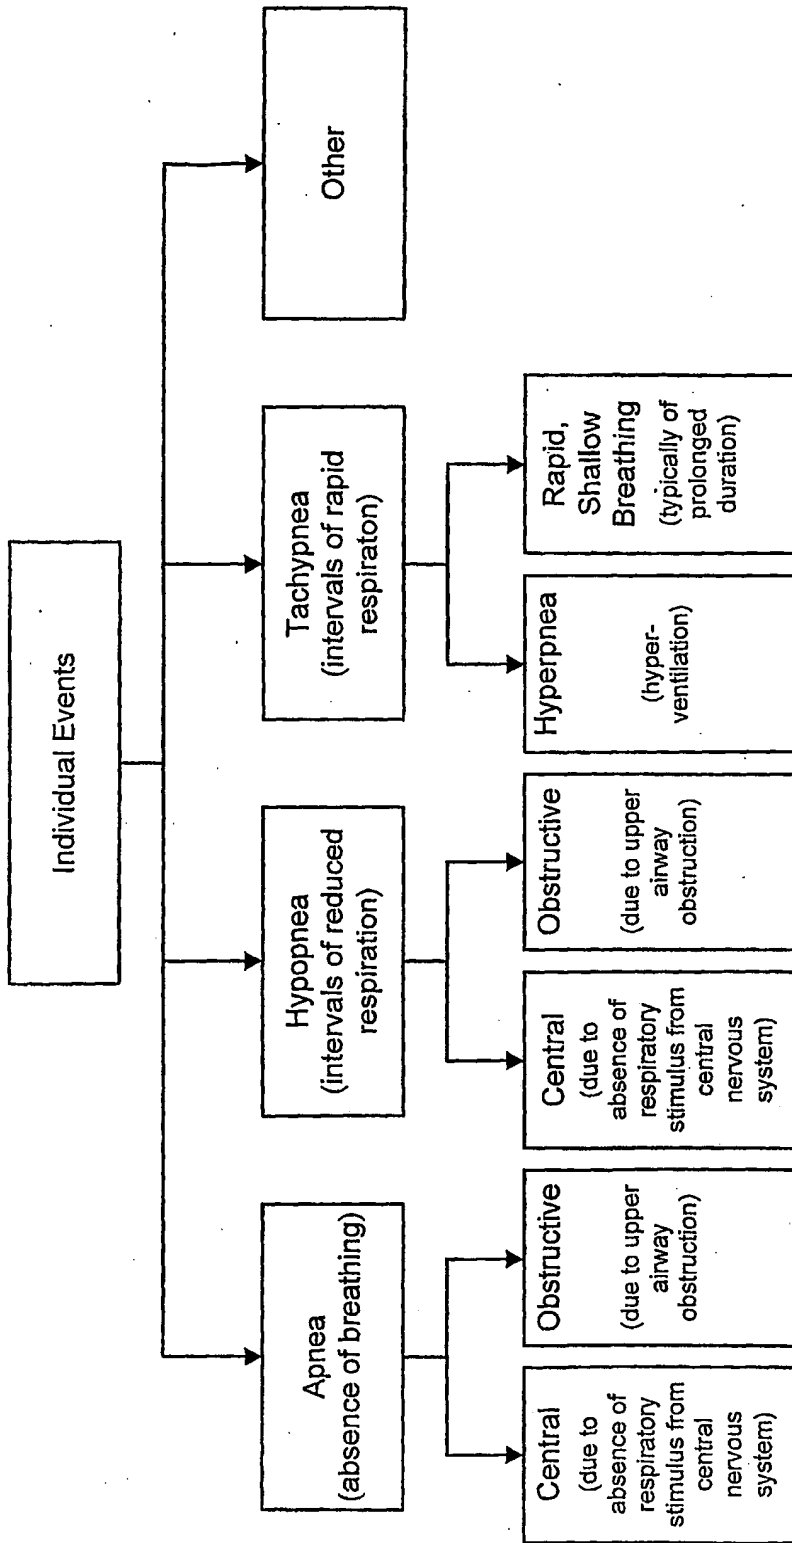 Individual Events
Apnea
(absence of breathing)
Hypopnea
(intervals of reduced
respiration)
Tachypnea
(intervals of rapid
respiraton)
Other
Central
(due to
absence of
respiratory
stimulus from
central
nervous
system)
Obstructive
(due to upper
airway
obstruction)
Central
(due to
absence of
respiratory
stimulus from
central
nervous
system)
Obstructive
(due to upper
airway
obstruction)
Hyperpnea
(hyper-
ventilation)
Rapid,
Shallow
Breathing
(typically of
prolonged
duration)